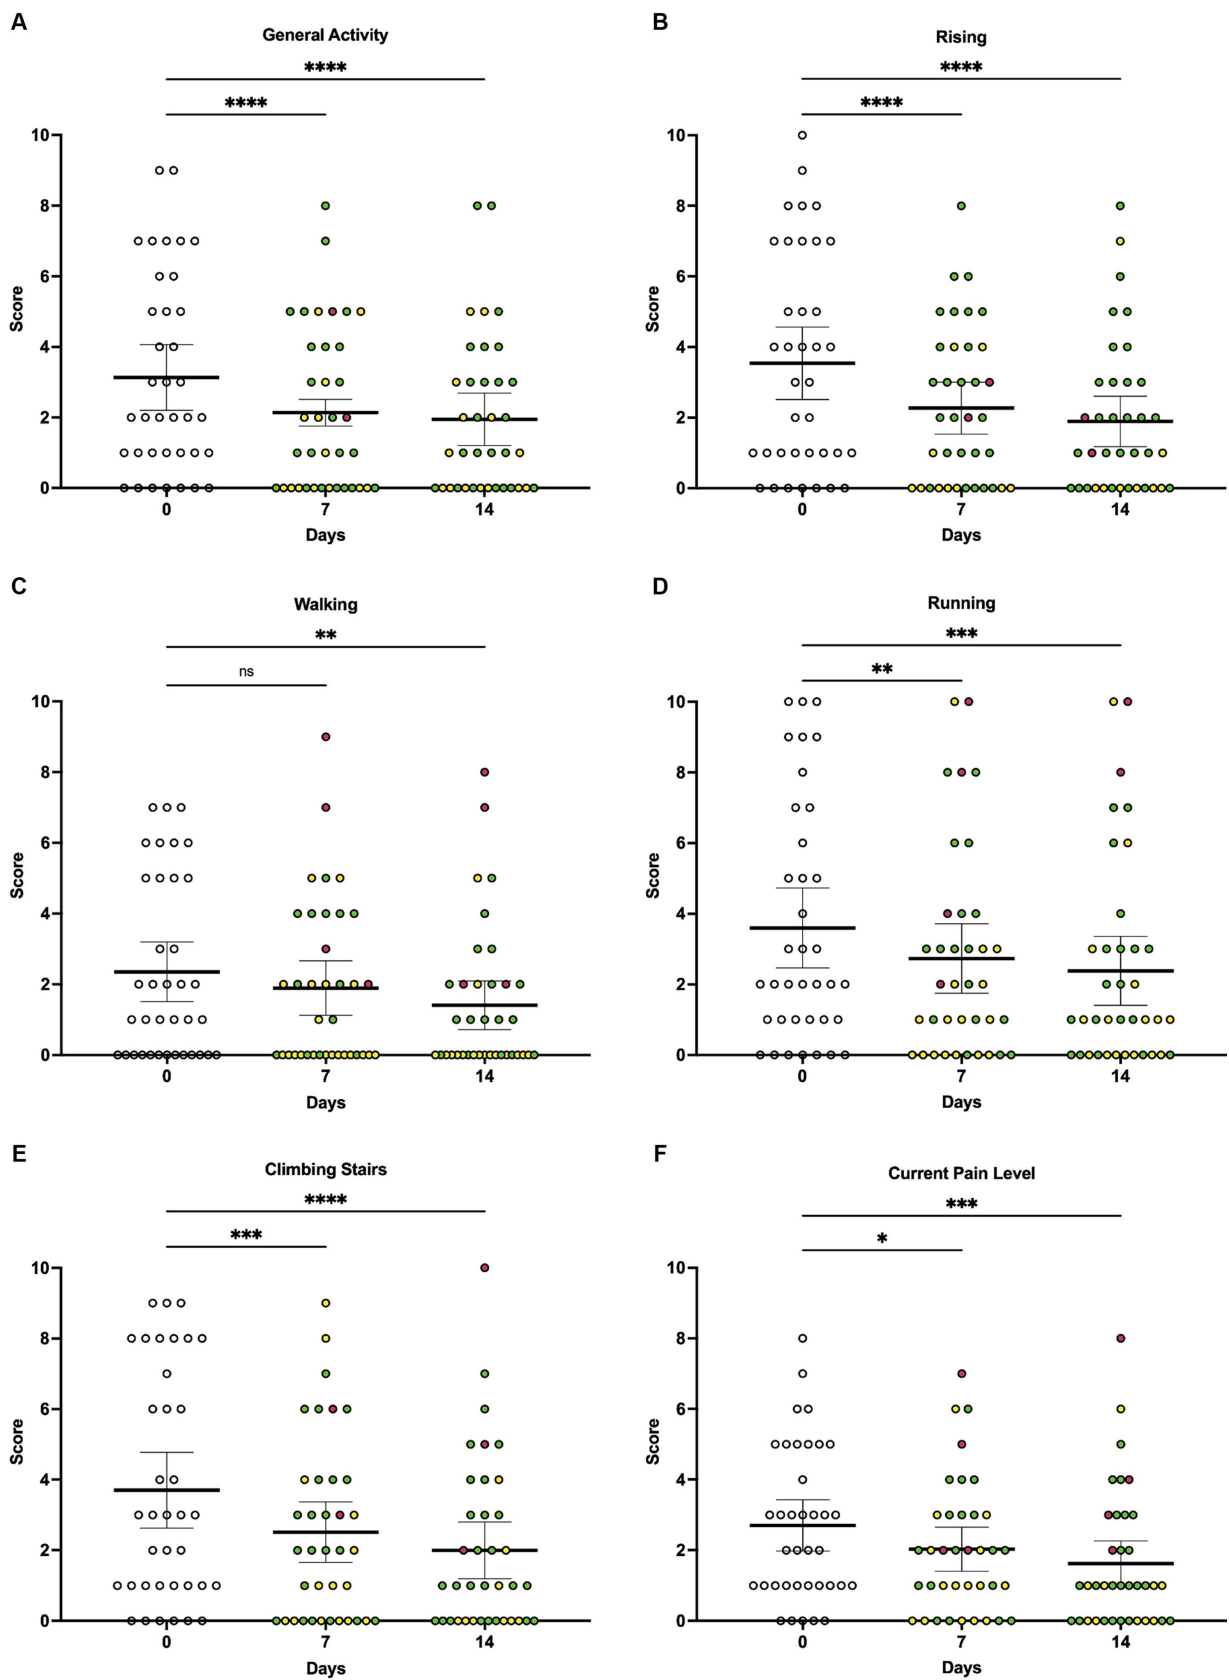 A
General Activity
****
****
10
8
6
4
2
0
Score
0 7 14
Days
B
Rising
****
****
10
8
6
4
2
0
Score
0 7 14
Days
C
Walking
**
ns
10
8
6
4
2
0
Score
0 7 14
Days
D
Running
***
**
10
8
6
4
2
0
Score
0 7 14
Days
E
Climbing Stairs
****
***
10
8
6
4
2
0
Score
0 7 14
Days
F
Current Pain Level
***
*
10
8
6
4
2
0
Score
0 7 14
Days